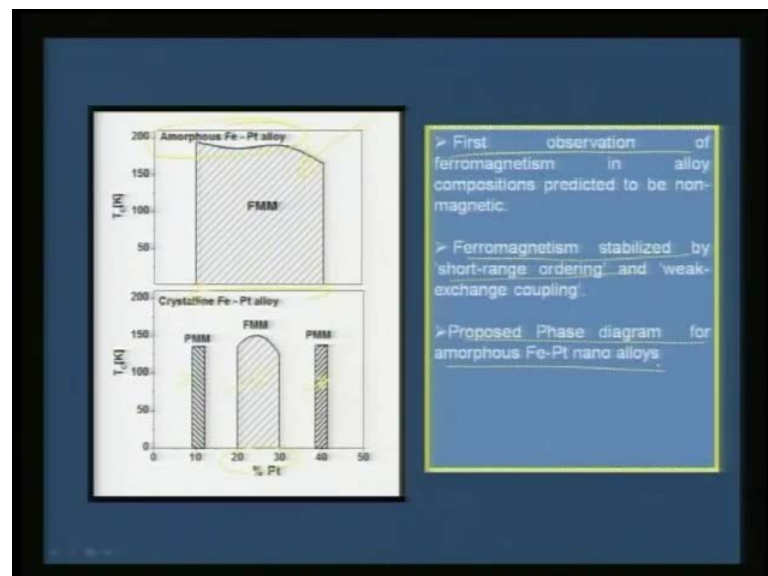 200
Amorphous Fe - Pt alloy
150
100
50
Tc[K]
FMM
200
Crystalline Fe - Pt alloy
150
100
50
0
Tc[K]
PMM
FMM
PMM
0 10 20 30 40 50
% Pt
➢ First observation of
ferromagnetism in alloy
compositions predicted to be non-
magnetic.
➢ Ferromagnetism stabilized by
'short-range ordering' and 'weak-
exchange coupling'.
➢Proposed Phase diagram for
amorphous Fe-Pt nano alloys.